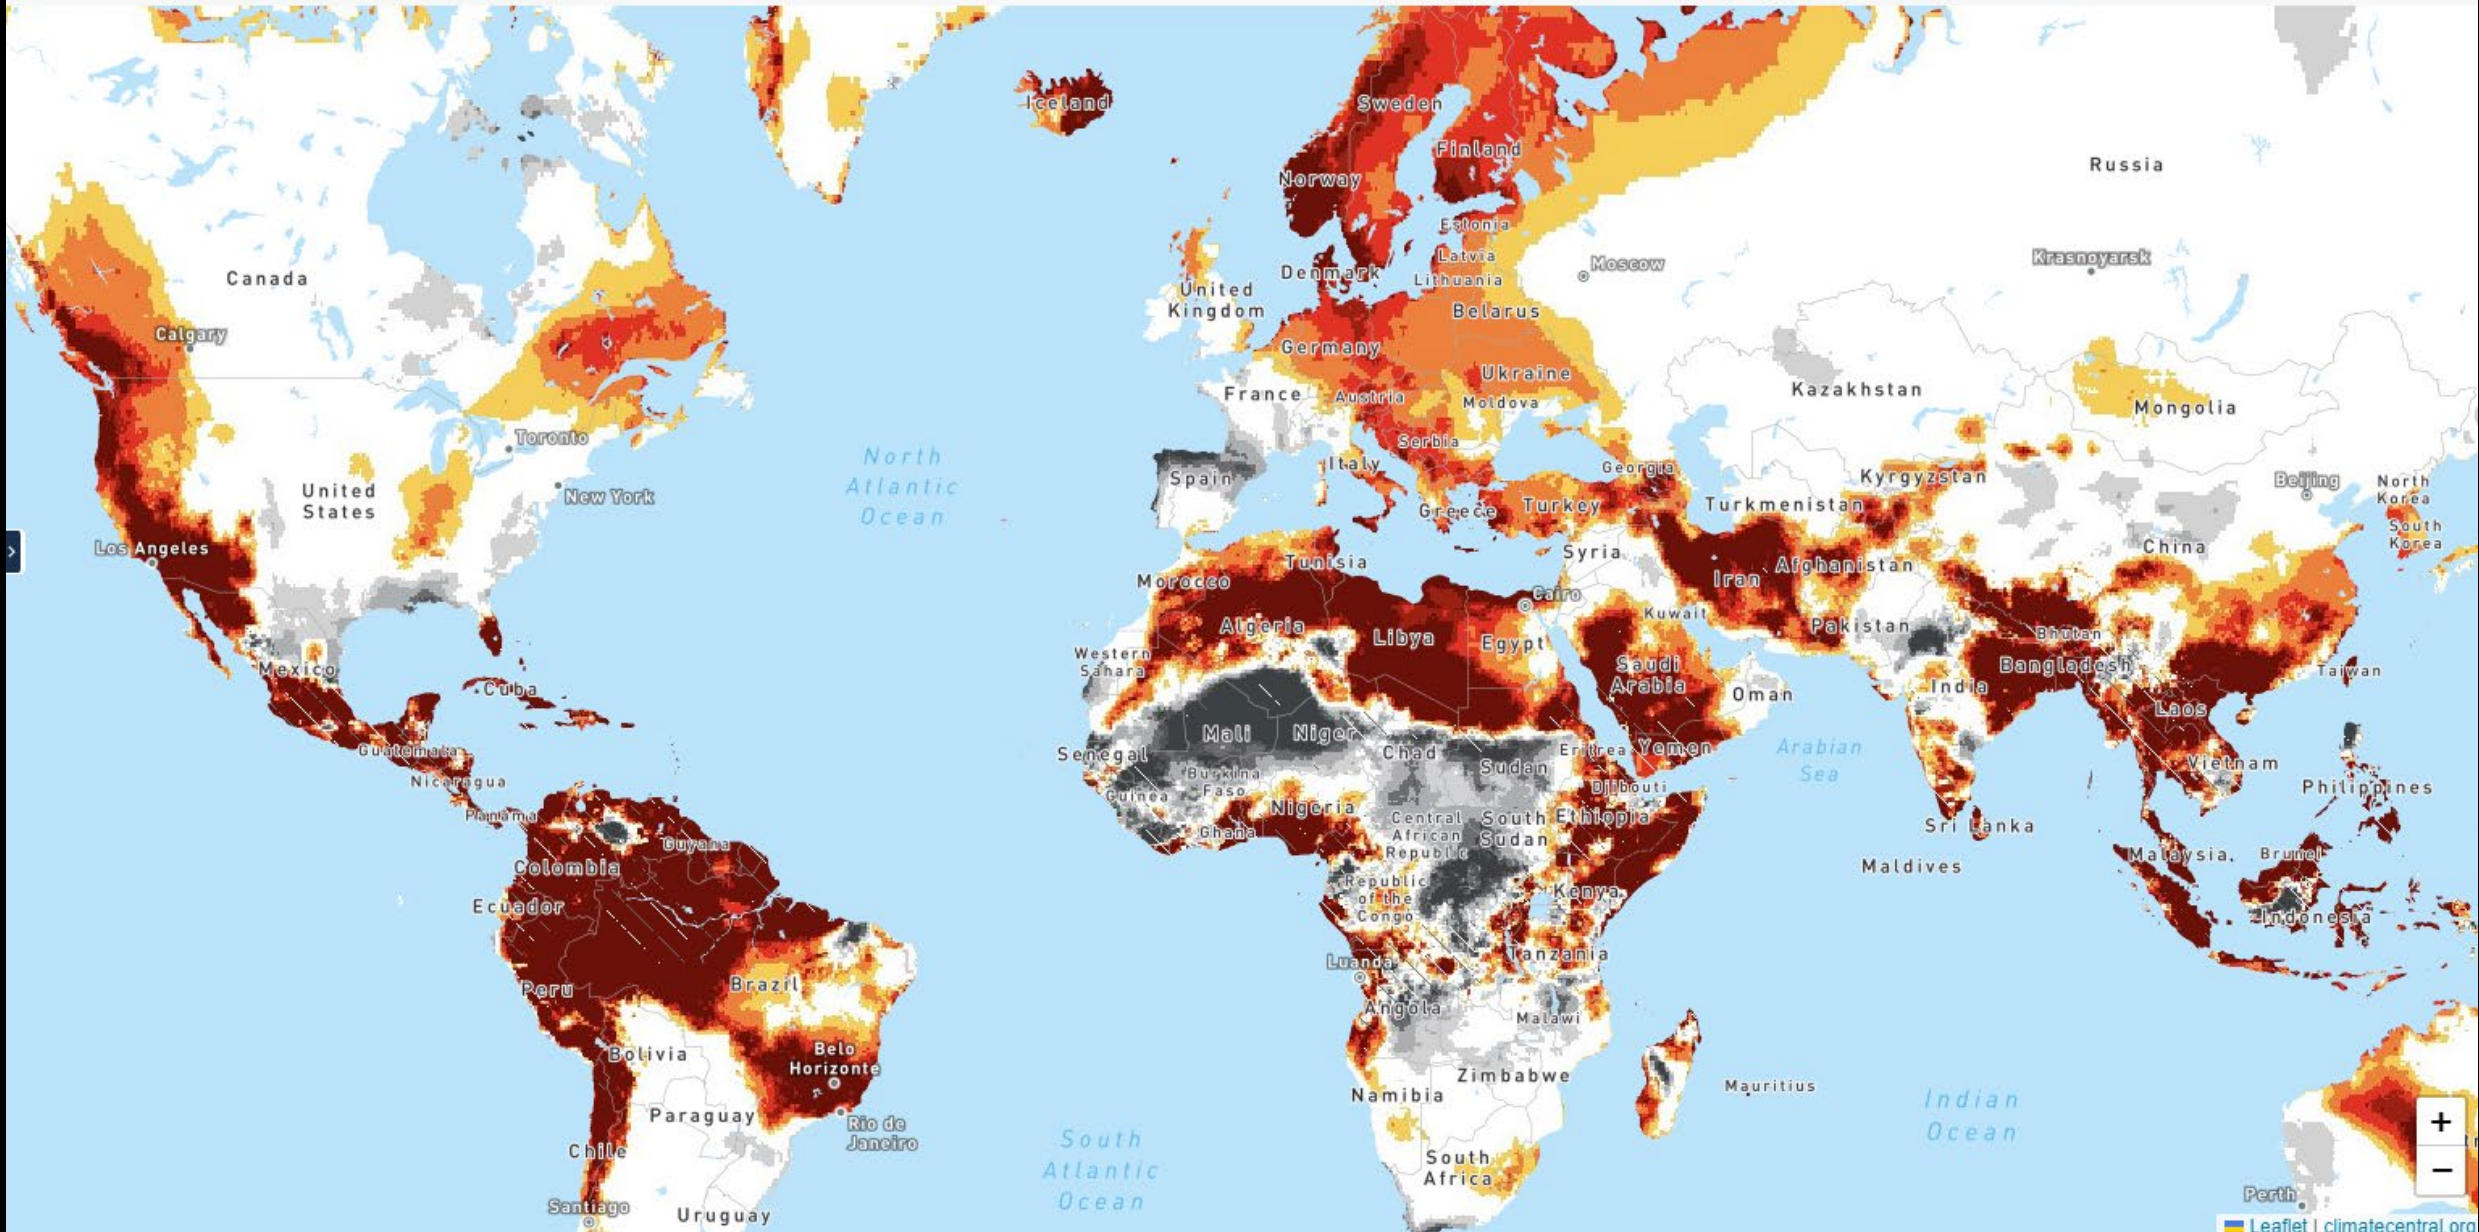 Iceland
Sweden
Finland
Norway
Russia
Estonia
Latvia
Denmark
Lithuania
Moscow
Krasnoyarsk
Canada
United
Kingdom
Belarus
Calgary
Germany
Ukraine
France
Austria
Moldova
Kazakhstan
Mongolia
Toronto
Serbia
North
Atlantic
Ocean
Italy
Georgia
Spain
Kyrgyzstan
Beijing
North
Korea
United
States
New York
Greece
Turkey
Turkmenistan
South
Korea
Los Angeles
Syria
China
Tunisia
Morocco
Iran
Afghanistan
Cairo
Kuwait
Algeria
Libya
Egypt
Pakistan
Bhutan
Western
Sahara
Mexico
Saudi
Arabia
Bangladesh
Taiwan
Cuba
Oman
India
Laos
Mali
Niger
Guatemala
Senegal
Chad
Eritrea
Yemen
Arabian
Sea
Nicaragua
Burkina
Faso
Sudan
Vietnam
Guinea
Djibouti
Philippines
Panama
Nigeria
Central
African
Republic
South
Sudan
Ethiopia
Ghana
Sri Lanka
Guyana
Colombia
Malaysia
Brunei
Maldives
Ecuador
Republic
of the
Congo
Kenya
Indonesia
Luanda
Tanzania
Peru
Brazil
Angola
Malawi
Bolivia
Belo
Horizonte
Zimbabwe
Namibia
Mauritius
Indian
Ocean
Paraguay
Rio de
Janeiro
South
Atlantic
Ocean
Chile
South
Africa
+
−
Perth
Santiago
Uruguay
Leaflet | climatecentral.org